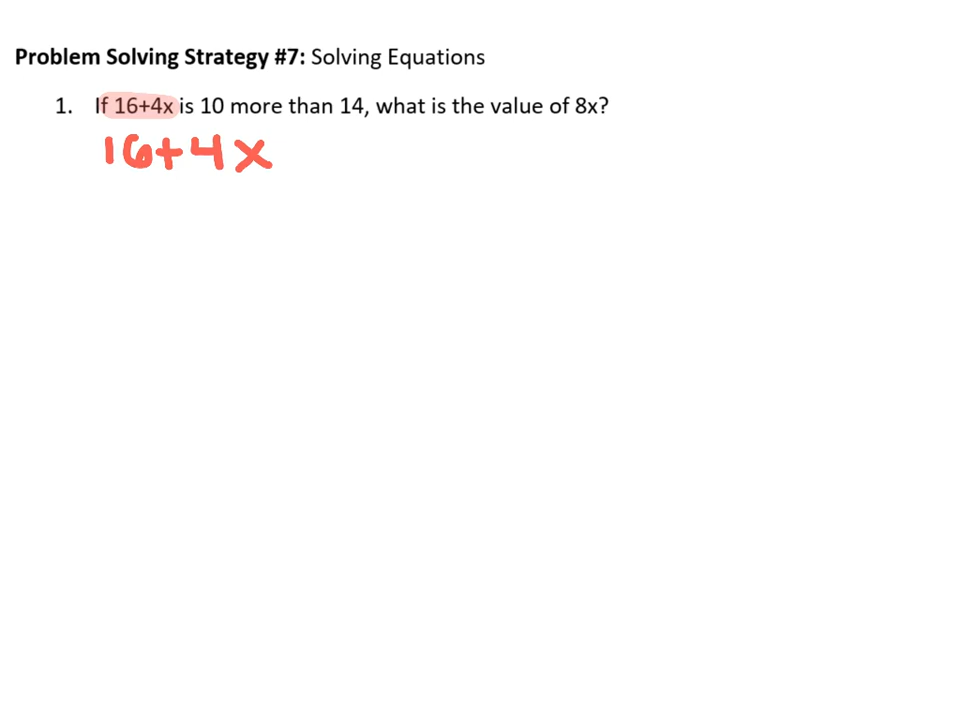 Problem Solving Strategy #7: Solving Equations
1. If 16+4x is 10 more than 14, what is the value of 8x?
16+4x